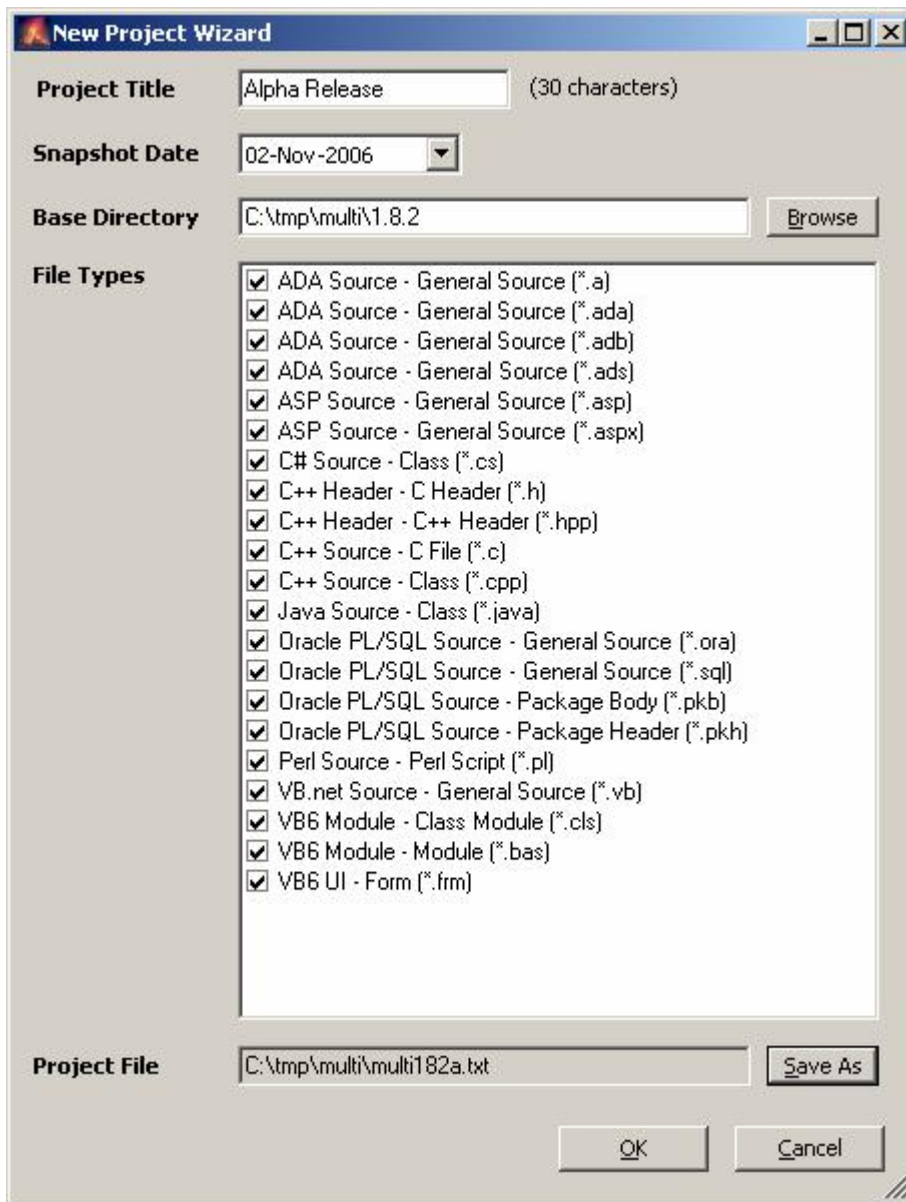 New Project Wizard
Project Title Alpha Release (30 characters)
Snapshot Date 02-Nov-2006
Base Directory C:\tmp\multi\1.8.2 Browse
File Types
ADA Source - General Source (*.a)
ADA Source - General Source (*.ada)
ADA Source - General Source (*.adb)
ADA Source - General Source (*.ads)
ASP Source - General Source (*.asp)
ASP Source - General Source (*.aspx)
C# Source - Class (*.cs)
C++ Header - C Header (*.h)
C++ Header - C++ Header (*.hpp)
C++ Source - C File (*.c)
C++ Source - Class (*.cpp)
Java Source - Class (*.java)
Oracle PL/SQL Source - General Source (*.ora)
Oracle PL/SQL Source - General Source (*.sql)
Oracle PL/SQL Source - Package Body (*.pkb)
Oracle PL/SQL Source - Package Header (*.pkh)
Perl Source - Perl Script (*.pl)
VB.net Source - General Source (*.vb)
VB6 Module - Class Module (*.cls)
VB6 Module - Module (*.bas)
VB6 UI - Form (*.frm)
Project File C:\tmp\multi\multi182a.txt Save As
OK Cancel